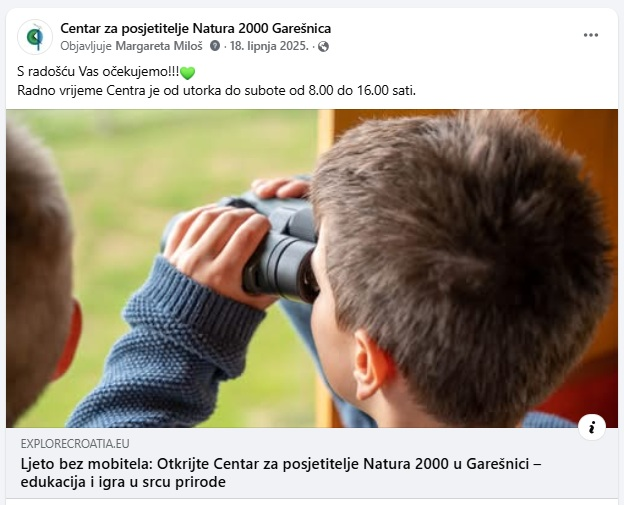 Centar za posjetitelje Natura 2000 Garešnica
Objavljuje Margareta Miloš · 18. lipnja 2025. ·
S radošću Vas očekujemo!!!💚
Radno vrijeme Centra je od utorka do subote od 8.00 do 16.00 sati.
EXPLORECROATIA.EU
Ljeto bez mobitela: Otkrijte Centar za posjetitelje Natura 2000 u Garešnici –
edukacija i igra u srcu prirode